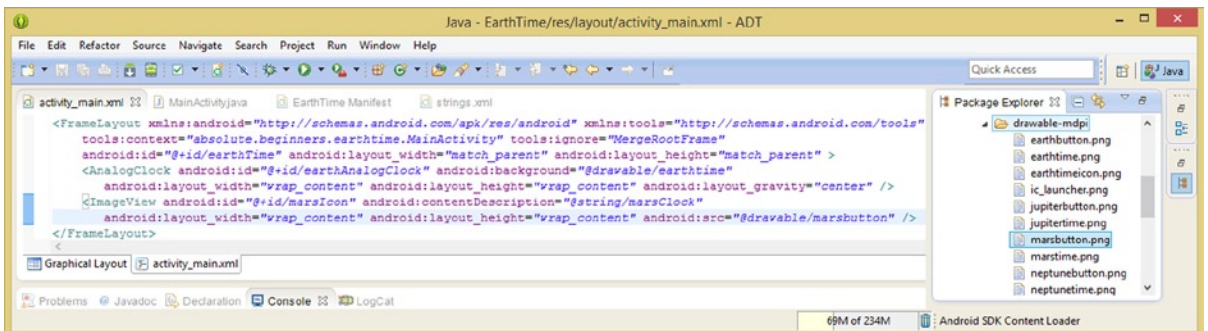 Java - EarthTime/res/layout/activity_main.xml - ADT
File Edit Refactor Source Navigate Search Project Run Window Help
Quick Access
Java
activity_main.xml MainActivity.java EarthTime Manifest strings.xml
<FrameLayout xmlns:android="http://schemas.android.com/apk/res/android" xmlns:tools="http://schemas.android.com/tools"
tools:context="absolute.beginners.earthtime.MainActivity" tools:ignore="MergeRootFrame"
android:id="@+id/earthTime" android:layout_width="match_parent" android:layout_height="match_parent" >
<AnalogClock android:id="@+id/earthAnalogClock" android:background="@drawable/earthtime"
android:layout_width="wrap_content" android:layout_height="wrap_content" android:layout_gravity="center" />
<ImageView android:id="@+id/marsIcon" android:contentDescription="@string/marsClock"
android:layout_width="wrap_content" android:layout_height="wrap_content" android:src="@drawable/marsbutton" />
</FrameLayout>
Graphical Layout activity_main.xml
Package Explorer
drawable-mdpi
earthbutton.png
earthtime.png
earthtimeicon.png
ic_launcher.png
jupiterbutton.png
jupitertime.png
marsbutton.png
marstime.png
neptunebutton.png
neptunetime.png
Problems @ Javadoc Declaration Console LogCat
69M of 234M
Android SDK Content Loader